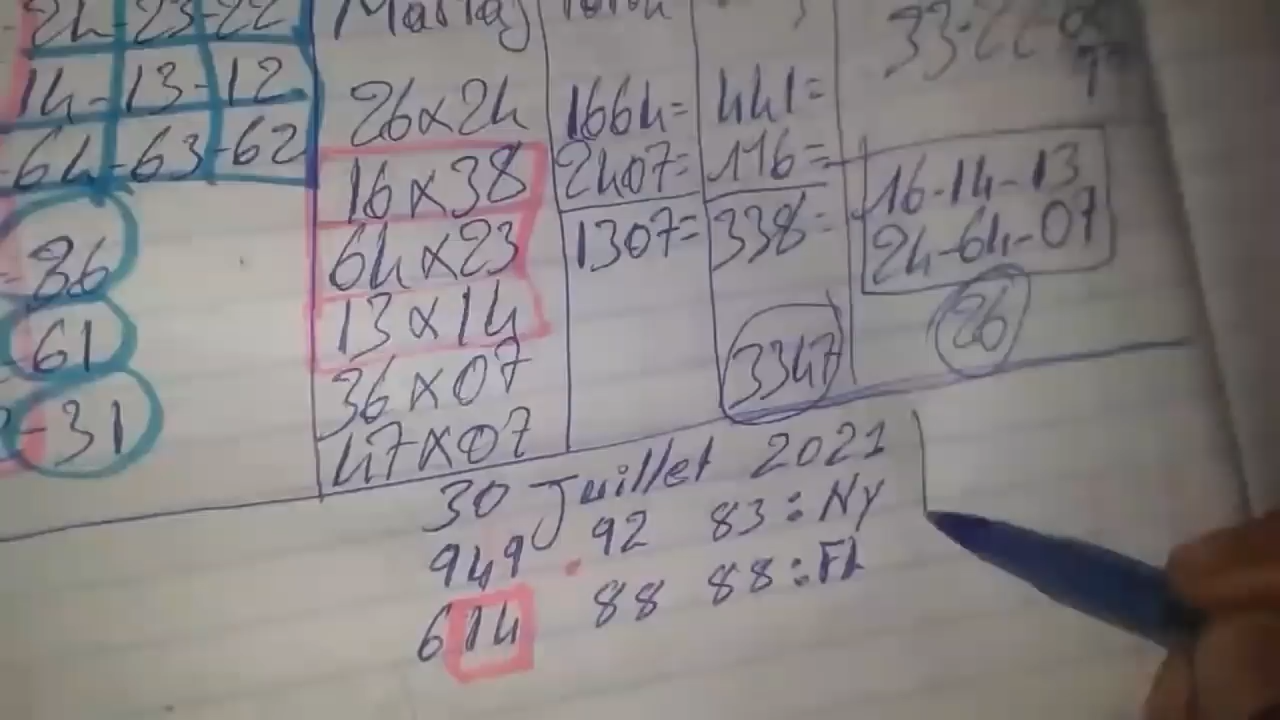 24-23-22
14-13-12
64-63-62
36
61
-31
26x24
16x38
64x23
13x14
36x07
47x07
1664=
2407=
1307=
441=
116=
338=
3347
33-22
16-14-13
24-64-07
26
30 Juillet 2021
949 92 83:Ny
614 88 88:FL